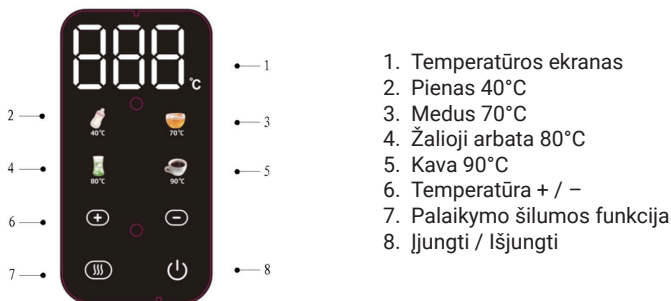 888 °C
1
2
40°C
70°C
3
4
80°C
90°C
5
6
+
−
7
8
1. Temperatūros ekranas
2. Pienas 40°C
3. Medus 70°C
4. Žalioji arbata 80°C
5. Kava 90°C
6. Temperatūra + / –
7. Palaikymo šilumos funkcija
8. Įjungti / Išjungti